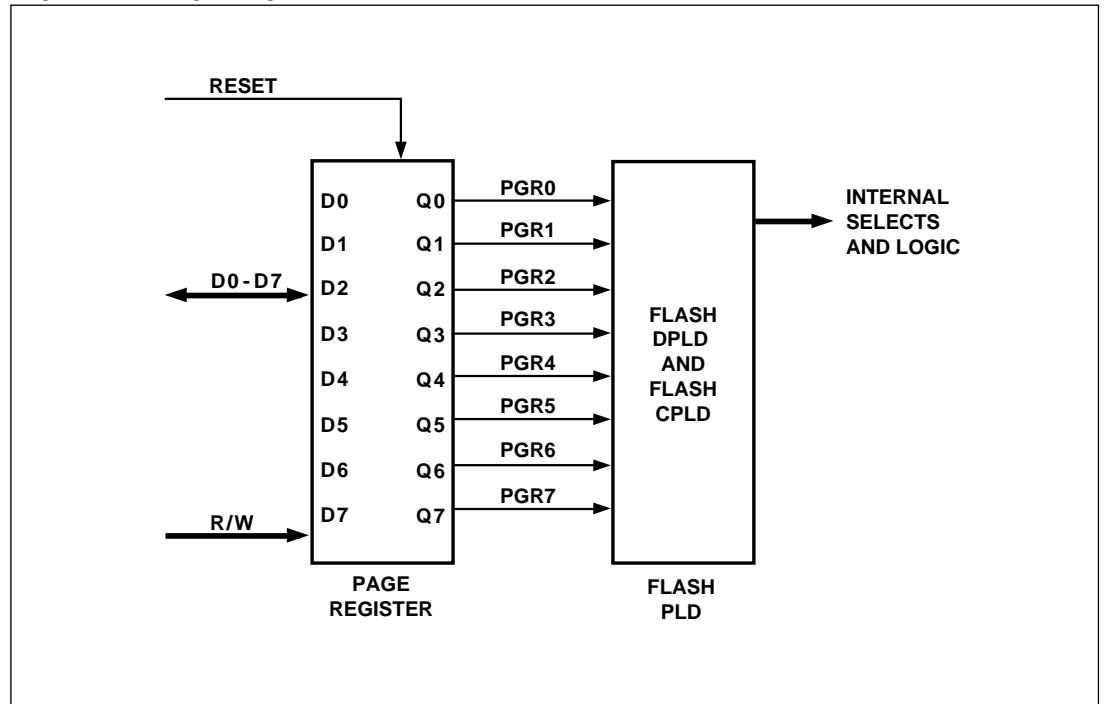 RESET
D0-D7
R/W
D0 Q0
D1 Q1
D2 Q2
D3 Q3
D4 Q4
D5 Q5
D6 Q6
D7 Q7
PAGE
REGISTER
PGR0
PGR1
PGR2
PGR3
PGR4
PGR5
PGR6
PGR7
FLASH
DPLD
AND
FLASH
CPLD
FLASH
PLD
INTERNAL
SELECTS
AND LOGIC